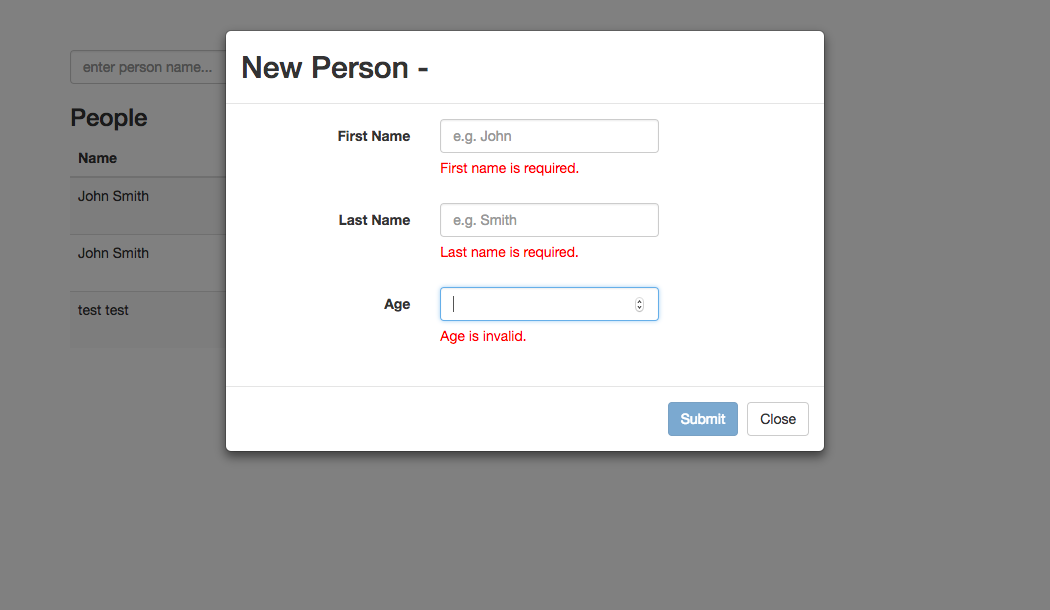 enter person name...
People
Name
John Smith
John Smith
test test
New Person -
First Name
e.g. John
First name is required.
Last Name
e.g. Smith
Last name is required.
Age
Age is invalid.
Submit
Close